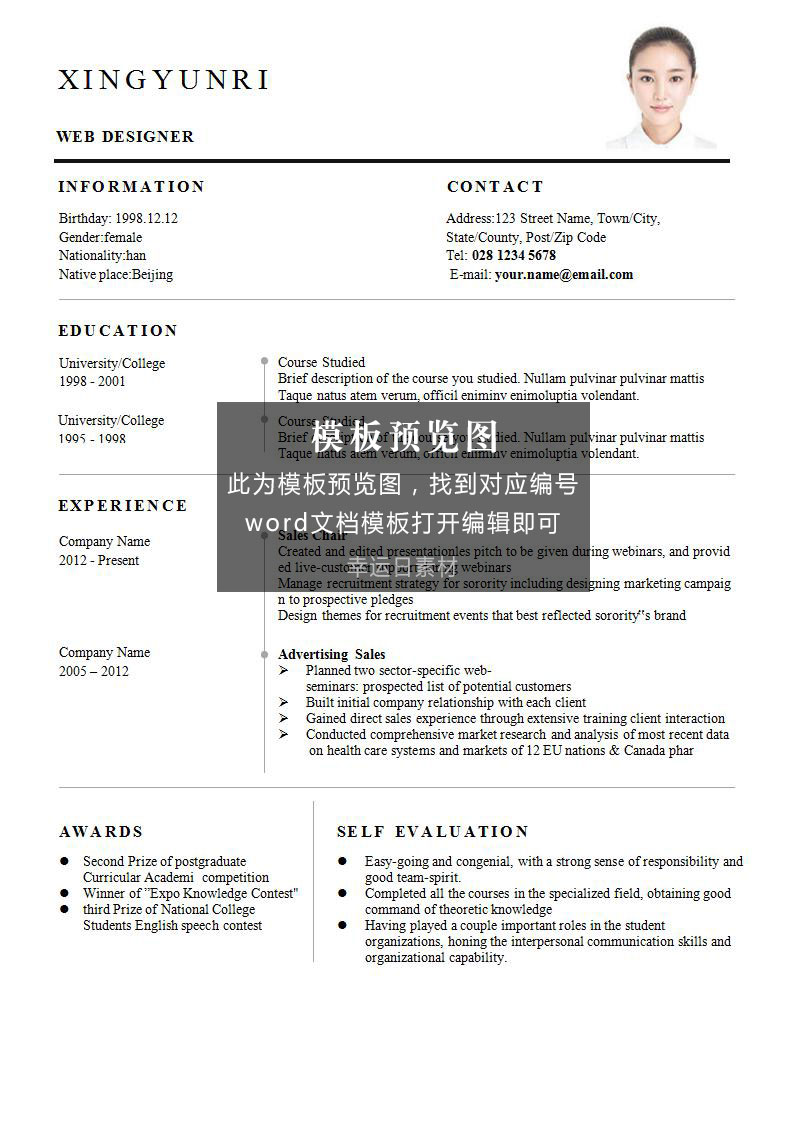 XINGYUNRI
WEB DESIGNER
INFORMATION
Birthday: 1998.12.12
Gender:female
Nationality:han
Native place:Beijing
CONTACT
Address:123 Street Name, Town/City,
State/County, Post/Zip Code
Tel: 028 1234 5678
E-mail: your.name@email.com
EDUCATION
University/College
1998 - 2001
Course Studied
Brief description of the course you studied. Nullam pulvinar pulvinar mattis
Taque natus atem verum, officil eniminv enimoluptia volendant.
University/College
1995 - 1998
Course Studied
Brief description of the course you studied. Nullam pulvinar pulvinar mattis
Taque natus atem verum, officil eniminv enimoluptia volendant.
模板预览图
此为模板预览图，找到对应编号
word文档模板打开编辑即可
幸运日素材
EXPERIENCE
Company Name
2012 - Present
Sales Chair
Created and edited presentationles pitch to be given during webinars, and provid
ed live-customer support during webinars
Manage recruitment strategy for sorority including designing marketing campaig
n to prospective pledges
Design themes for recruitment events that best reflected sorority‟s brand
Company Name
2005 – 2012
Advertising Sales
➢ Planned two sector-specific web-
seminars: prospected list of potential customers
➢ Built initial company relationship with each client
➢ Gained direct sales experience through extensive training client interaction
➢ Conducted comprehensive market research and analysis of most recent data
on health care systems and markets of 12 EU nations & Canada phar
AWARDS
● Second Prize of postgraduate
Curricular Academi competition
● Winner of ”Expo Knowledge Contest"
● third Prize of National College
Students English speech contest
SELF EVALUATION
● Easy-going and congenial, with a strong sense of responsibility and
good team-spirit.
● Completed all the courses in the specialized field, obtaining good
command of theoretic knowledge
● Having played a couple important roles in the student
organizations, honing the interpersonal communication skills and
organizational capability.